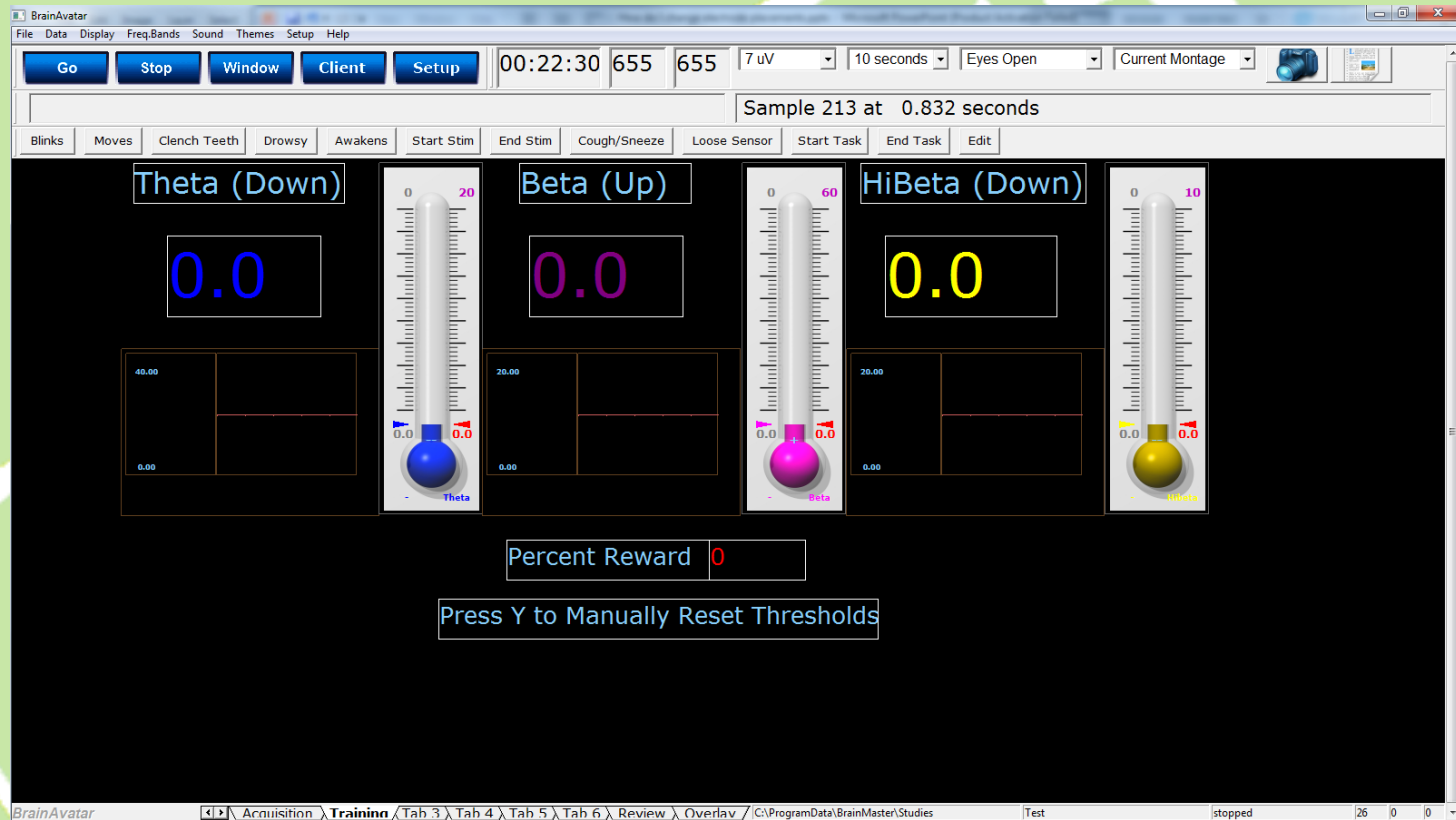 BrainAvatar
File Data Display Freq.Bands Sound Themes Setup Help
Go Stop Window Client Setup 00:22:30 655 655 7 uV 10 seconds Eyes Open Current Montage
Sample 213 at 0.832 seconds
Blinks Moves Clench Teeth Drowsy Awakens Start Stim End Stim Cough/Sneeze Loose Sensor Start Task End Task Edit
Theta (Down) 0 20 Beta (Up) 0 60 HiBeta (Down) 0 10
0.0 0.0 0.0
40.00 20.00 20.00
0.0 0.0 0.0 0.0 0.0 0.0
0.00 0.00 0.00
- Theta - Beta Hibeta
Percent Reward 0
Press Y to Manually Reset Thresholds
BrainAvatar Acquisition Training Tab 3 Tab 4 Tab 5 Tab 6 Review Overlay C:\ProgramData\BrainMaster\Studies Test stopped 26 0 0